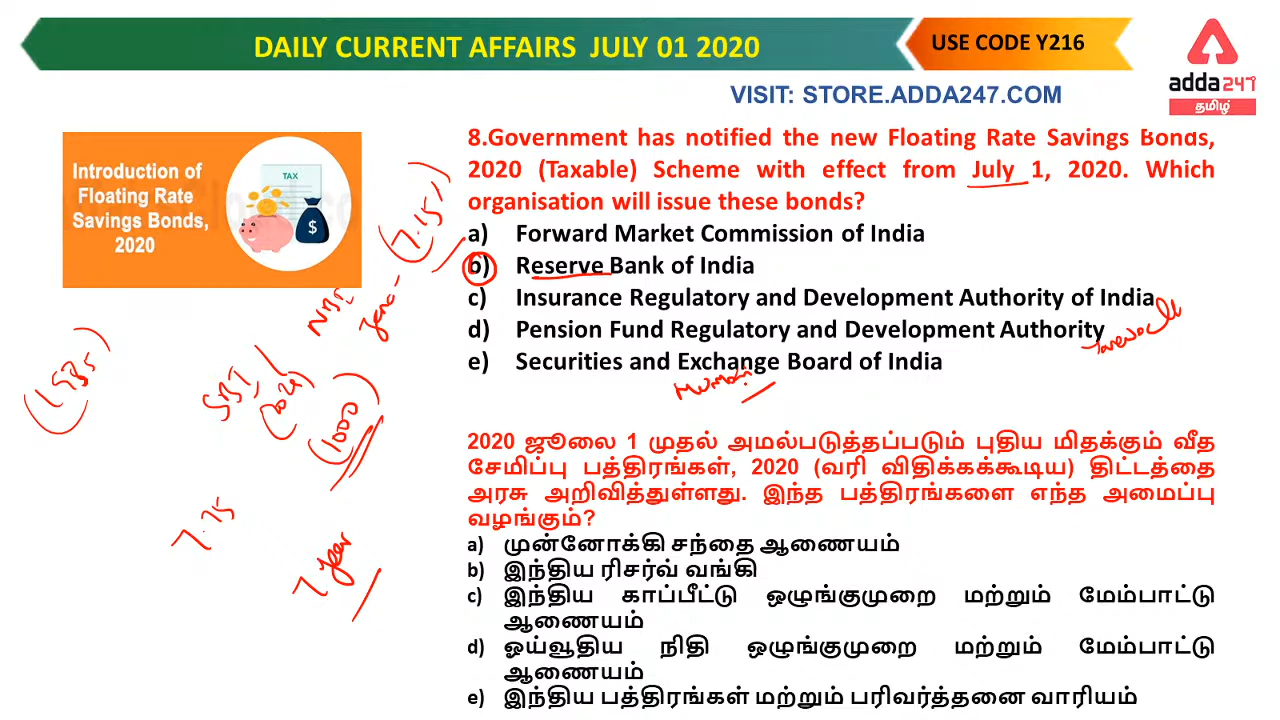 DAILY CURRENT AFFAIRS JULY 01 2020
USE CODE Y216
adda247
தமிழ்
VISIT: STORE.ADDA247.COM
Introduction of
Floating Rate
Savings Bonds,
2020
TAX
$
8.Government has notified the new Floating Rate Savings Bonds,
2020 (Taxable) Scheme with effect from July 1, 2020. Which
organisation will issue these bonds?
a) Forward Market Commission of India
b) Reserve Bank of India
c) Insurance Regulatory and Development Authority of India
d) Pension Fund Regulatory and Development Authority
e) Securities and Exchange Board of India
(7.15)
SBI
(1000)
7.75
7 year
2020 ஜூலை 1 முதல் அமல்படுத்தப்படும் புதிய மிதக்கும் வீத
சேமிப்பு பத்திரங்கள், 2020 (வரி விதிக்கக்கூடிய) திட்டத்தை
அரசு அறிவித்துள்ளது. இந்த பத்திரங்களை எந்த அமைப்பு
வழங்கும்?
a) முன்னோக்கி சந்தை ஆணையம்
b) இந்திய ரிசர்வ் வங்கி
c) இந்திய காப்பீட்டு ஒழுங்குமுறை மற்றும் மேம்பாட்டு
ஆணையம்
d) ஓய்வூதிய நிதி ஒழுங்குமுறை மற்றும் மேம்பாட்டு
ஆணையம்
e) இந்திய பத்திரங்கள் மற்றும் பரிவர்த்தனை வாரியம்